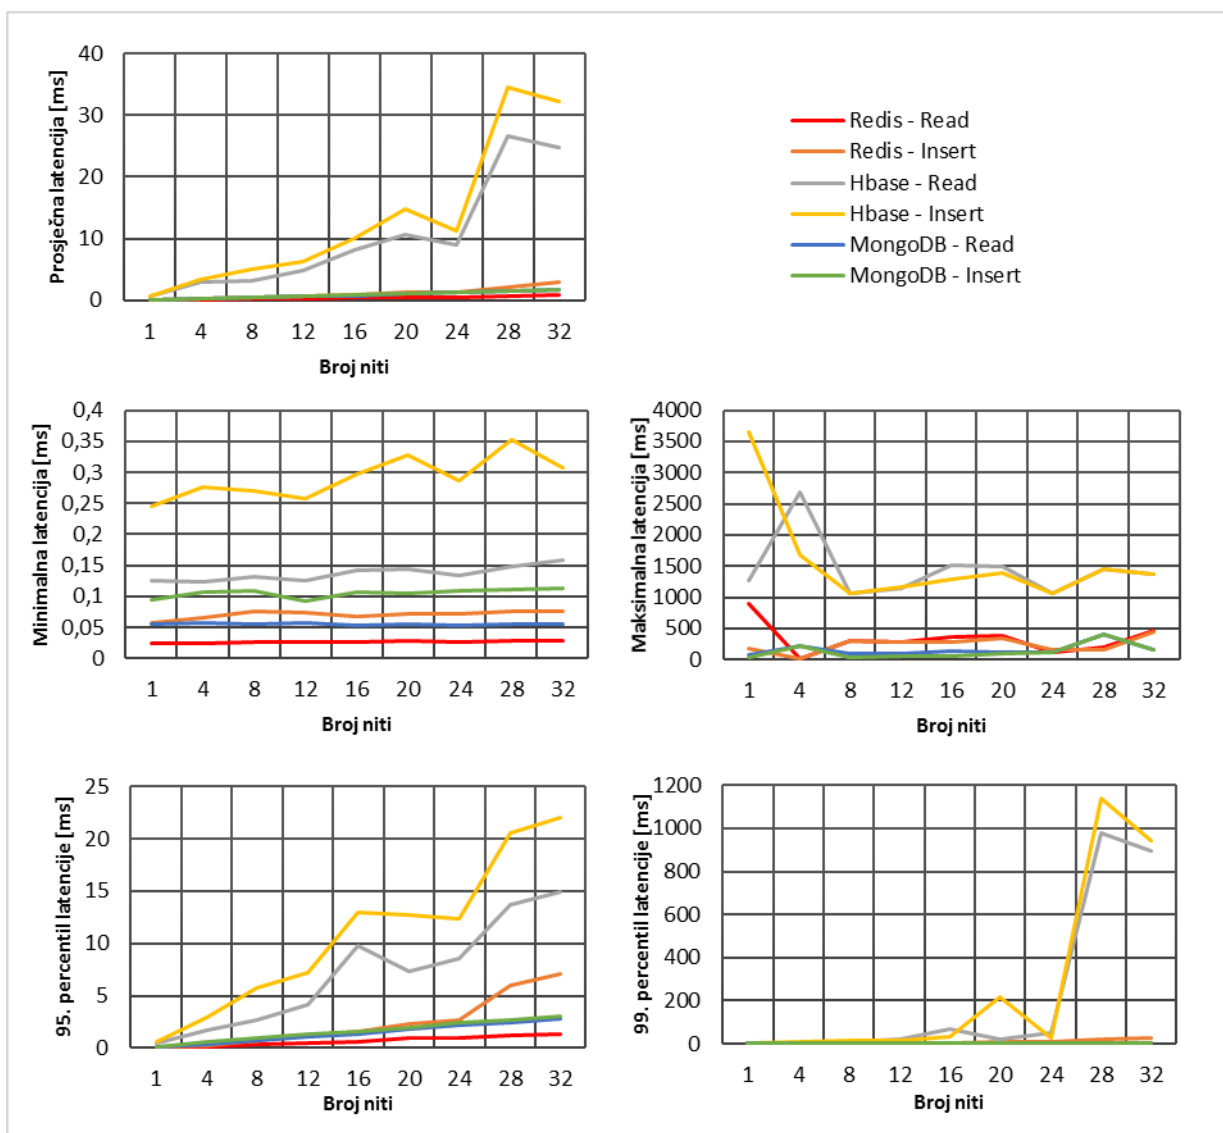 Prosječna latencija [ms]
40
30
20
10
0
1 4 8 12 16 20 24 28 32
Broj niti
Redis - Read
Redis - Insert
Hbase - Read
Hbase - Insert
MongoDB - Read
MongoDB - Insert
Minimalna latencija [ms]
0,4
0,35
0,3
0,25
0,2
0,15
0,1
0,05
0
1 4 8 12 16 20 24 28 32
Broj niti
Maksimalna latencija [ms]
4000
3500
3000
2500
2000
1500
1000
500
0
1 4 8 12 16 20 24 28 32
Broj niti
95. percentil latencije [ms]
25
20
15
10
5
0
1 4 8 12 16 20 24 28 32
Broj niti
99. percentil latencije [ms]
1200
1000
800
600
400
200
0
1 4 8 12 16 20 24 28 32
Broj niti